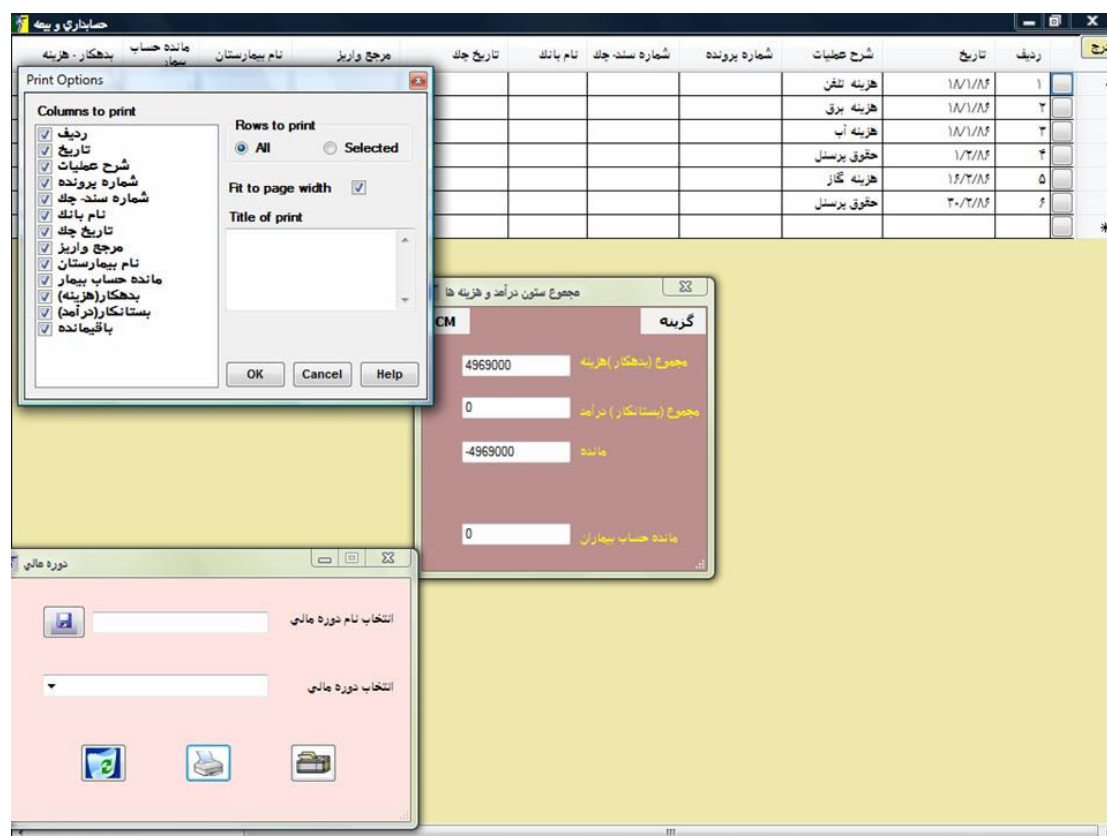 حسابداري و بيمه
رديف تاريخ شرح عمليات شماره پرونده شماره سند- چك نام بانك تاريخ چك مرجع واريز نام بيمارستان مانده حساب بيمار بدهكار - هزينه
۱ ۱۸/۱/۸۶ هزينه تلفن
۲ ۱۸/۱/۸۶ هزينه برق
۳ ۱۸/۱/۸۶ هزينه آب
۴ ۱/۲/۸۶ حقوق پرسنل
۵ ۱۶/۲/۸۶ هزينه گاز
۶ ۳۰/۲/۸۶ حقوق پرسنل
Print Options
Columns to print
رديف
تاريخ
شرح عمليات
شماره پرونده
شماره سند- چك
نام بانك
تاريخ چك
مرجع واريز
نام بيمارستان
مانده حساب بيمار
بدهكار(هزينه)
بستانكار(درآمد)
باقيمانده
Rows to print
All Selected
Fit to page width
Title of print
OK Cancel Help
مجموع ستون درآمد و هزينه ها
گزينه CM
مجموع (بدهكار )هزينه 4969000
مجموع (بستانكار ) درآمد 0
مانده -4969000
مانده حساب بيماران 0
دوره مالي
انتخاب نام دوره مالي
انتخاب دوره مالي